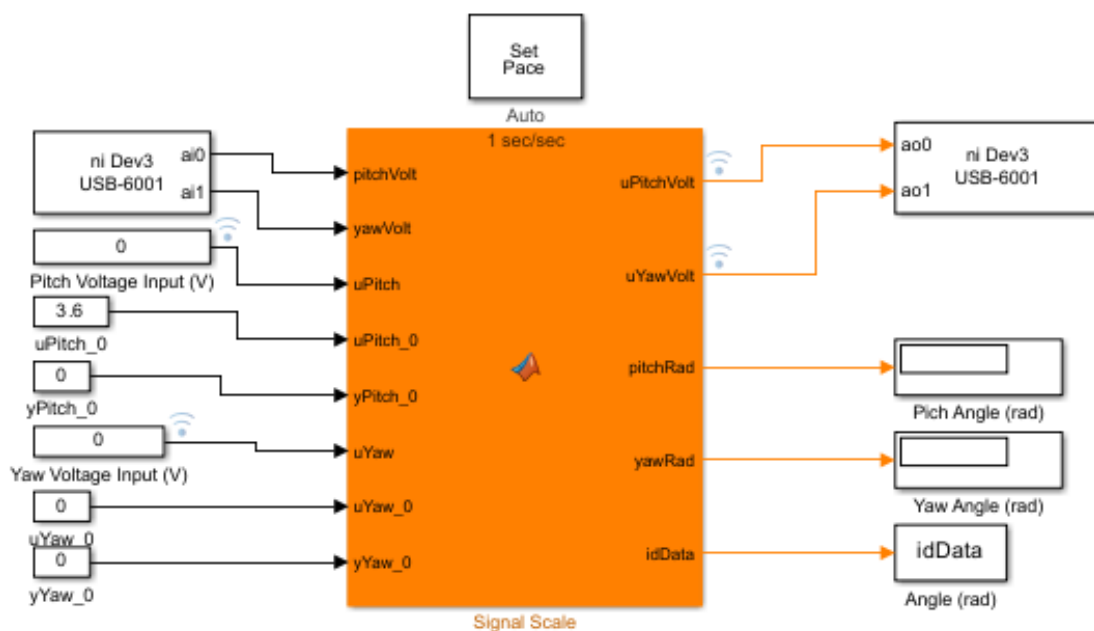 Set
Pace
Auto
1 sec/sec
ni Dev3
USB-6001
ai0
ai1
0
Pitch Voltage Input (V)
3.6
uPitch_0
0
yPitch_0
0
Yaw Voltage Input (V)
0
uYaw_0
0
yYaw_0
pitchVolt
yawVolt
uPitch
uPitch_0
yPitch_0
uYaw
uYaw_0
yYaw_0
uPitchVolt
uYawVolt
pitchRad
yawRad
idData
Signal Scale
ao0
ao1
ni Dev3
USB-6001
Pich Angle (rad)
Yaw Angle (rad)
idData
Angle (rad)